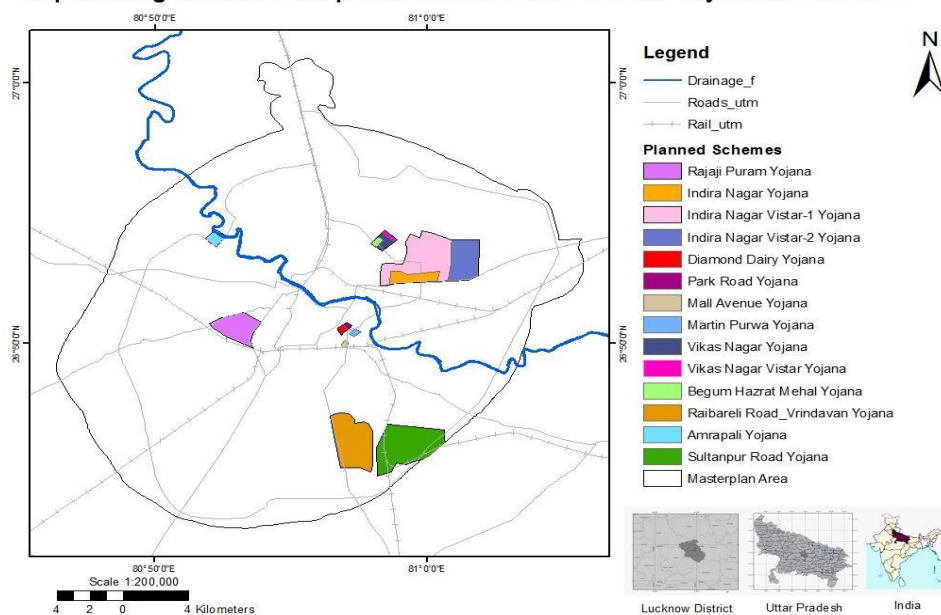 80°50'0"E
81°0'0"E
27°0'0"N
27°0'0"N
26°50'0"N
26°50'0"N
80°50'0"E
81°0'0"E
N
Legend
Drainage_f
Roads_utm
Rail_utm
Planned Schemes
Rajaji Puram Yojana
Indira Nagar Yojana
Indira Nagar Vistar-1 Yojana
Indira Nagar Vistar-2 Yojana
Diamond Dairy Yojana
Park Road Yojana
Mall Avenue Yojana
Martin Purwa Yojana
Vikas Nagar Yojana
Vikas Nagar Vistar Yojana
Begum Hazrat Mehal Yojana
Raibareli Road_Vrindavan Yojana
Amrapali Yojana
Sultanpur Road Yojana
Masterplan Area
Scale 1:200,000
4 2 0 4 Kilometers
Lucknow District
Uttar Pradesh
India